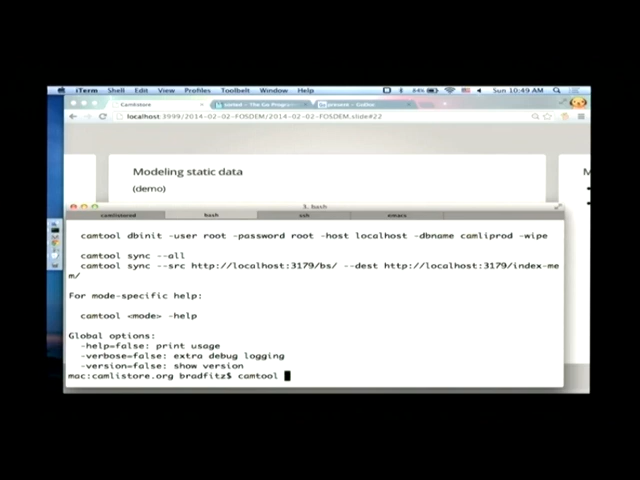 iTerm Shell Edit View Profiles Toolbelt Window Help Sun 10:49 AM
Camlistore
localhost:3999/2014-02-02-FOSDEM/2014-02-02-FOSDEM.slide#22
Modeling static data
(demo)
M
3. bash
camlistored bash ssh emacs
camtool dbinit -user root -password root -host localhost -dbname camliprod -wipe
camtool sync --all
camtool sync --src http://localhost:3179/bs/ --dest http://localhost:3179/index-me
m/
For mode-specific help:
camtool <mode> -help
Global options:
-help=false: print usage
-verbose=false: extra debug logging
-version=false: show version
mac:camlistore.org bradfitz$ camtool